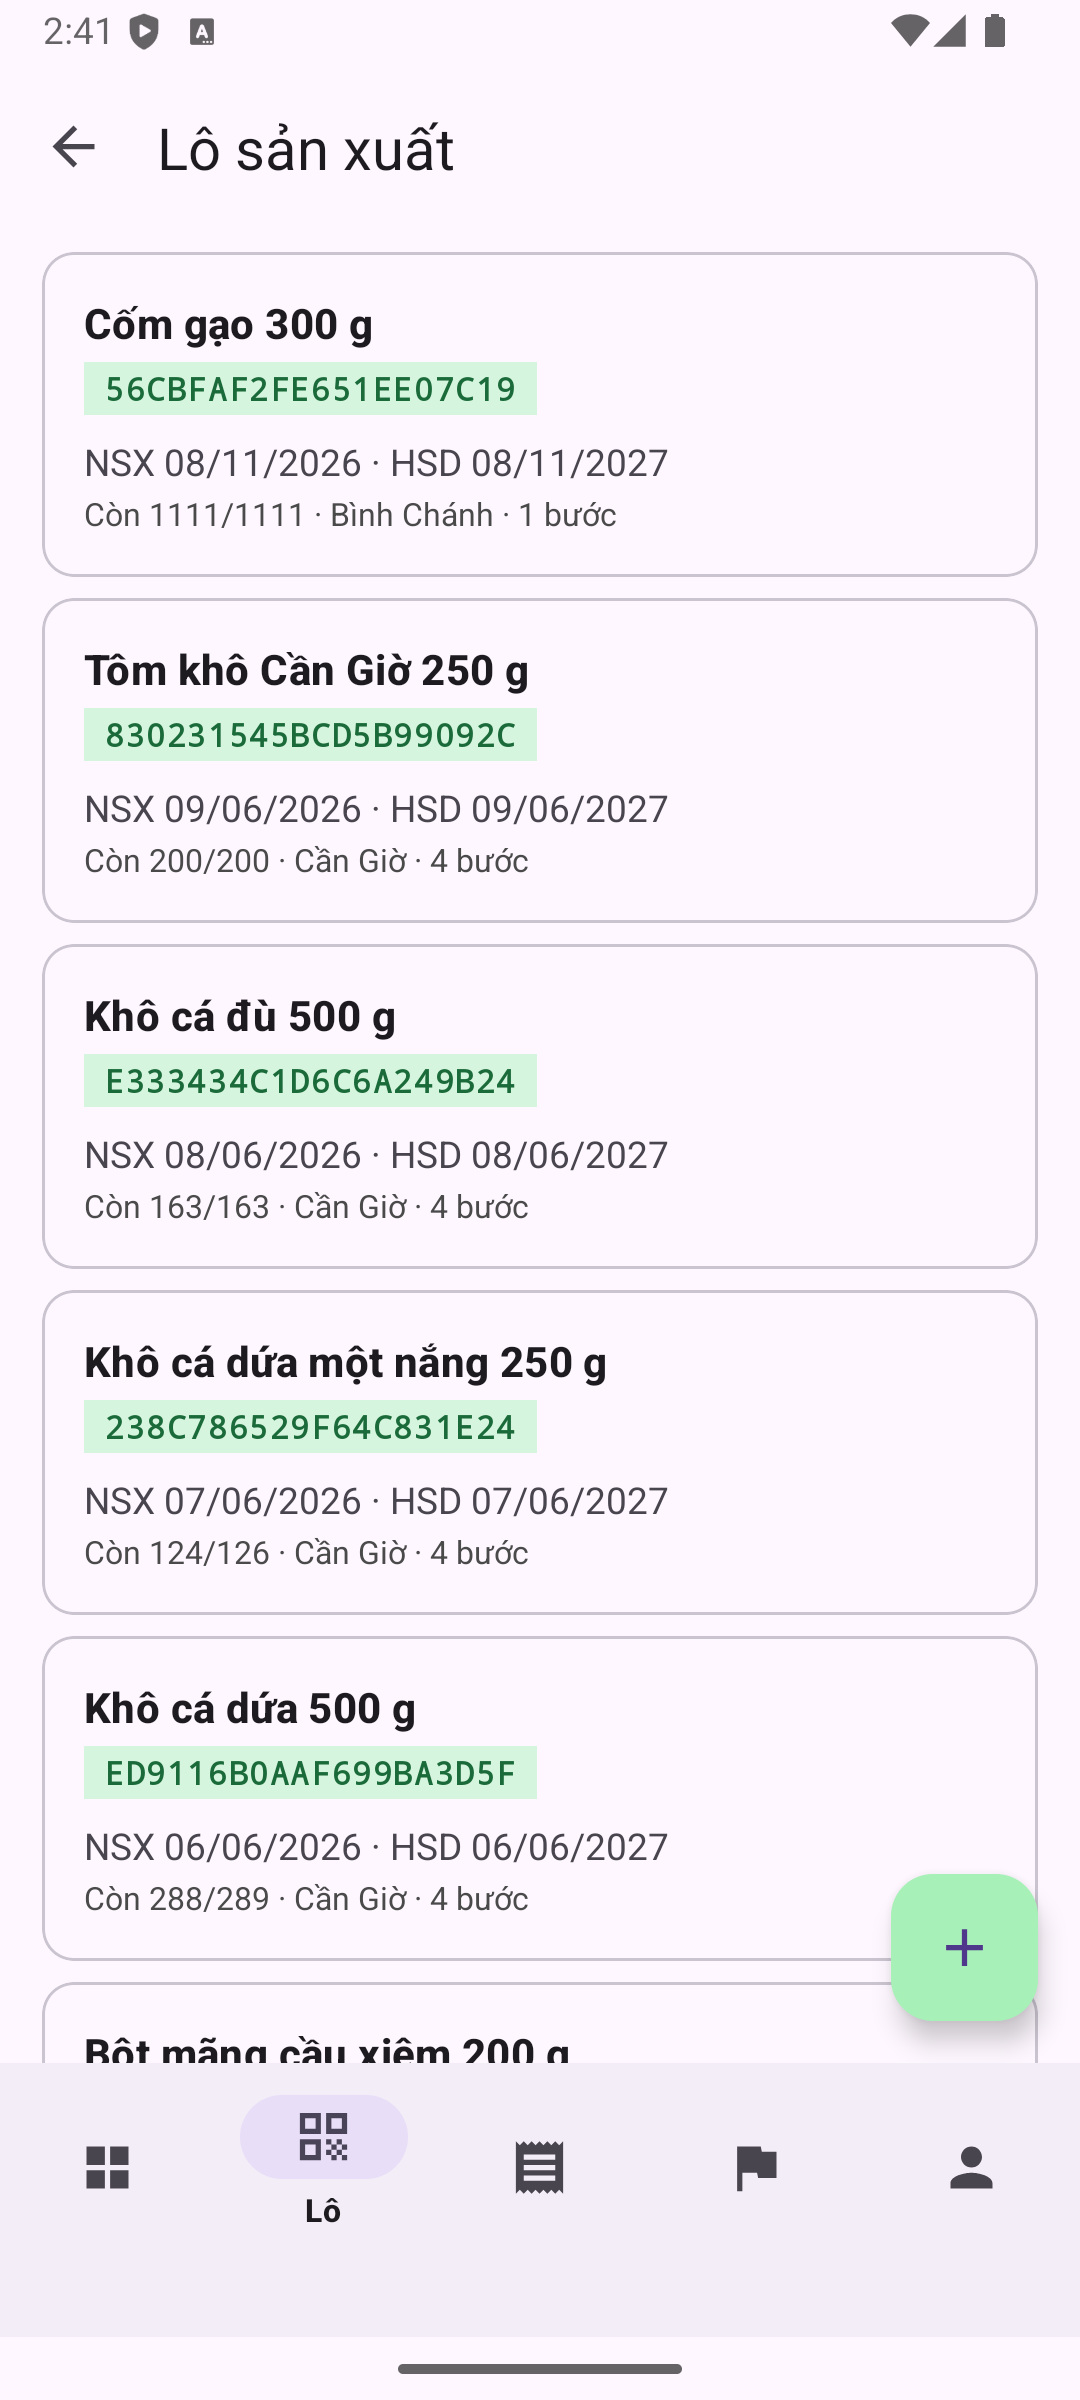 2:41
Lô sản xuất
Cốm gạo 300 g
56CBFAF2FE651EE07C19
NSX 08/11/2026 · HSD 08/11/2027
Còn 1111/1111 · Bình Chánh · 1 bước
Tôm khô Cần Giờ 250 g
830231545BCD5B99092C
NSX 09/06/2026 · HSD 09/06/2027
Còn 200/200 · Cần Giờ · 4 bước
Khô cá đù 500 g
E333434C1D6C6A249B24
NSX 08/06/2026 · HSD 08/06/2027
Còn 163/163 · Cần Giờ · 4 bước
Khô cá dứa một nắng 250 g
238C786529F64C831E24
NSX 07/06/2026 · HSD 07/06/2027
Còn 124/126 · Cần Giờ · 4 bước
Khô cá dứa 500 g
ED9116B0AAF699BA3D5F
NSX 06/06/2026 · HSD 06/06/2027
Còn 288/289 · Cần Giờ · 4 bước
Bột mãng cầu xiêm 200 g
Lô